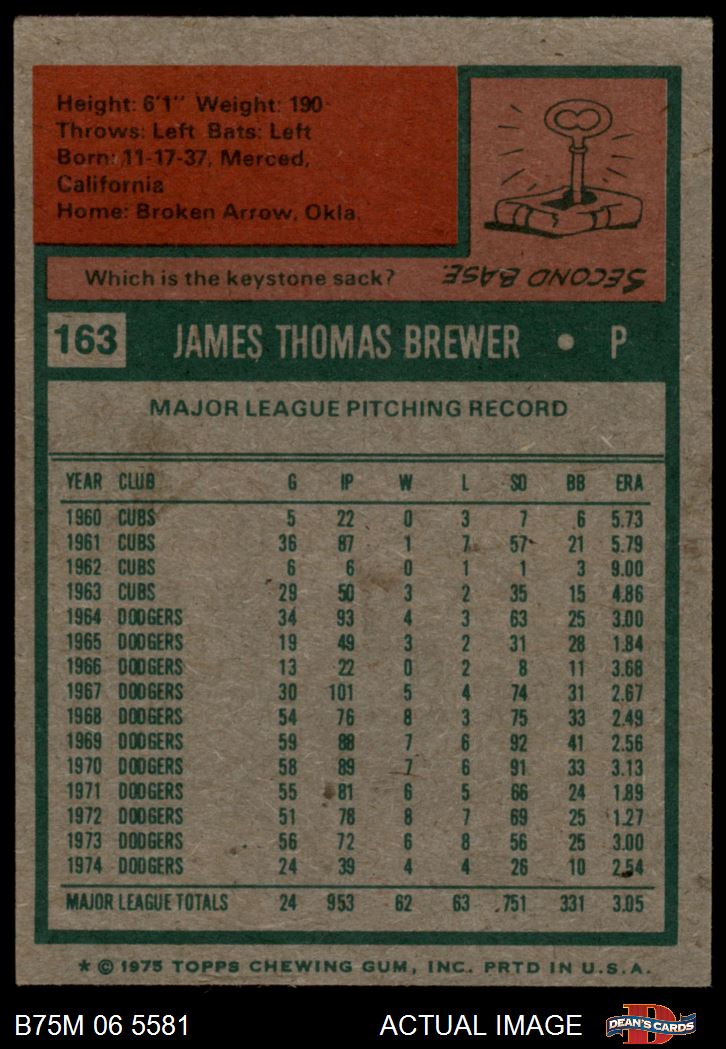 Height: 6'1" Weight: 190
Throws: Left Bats: Left
Born: 11-17-37, Merced,
California
Home: Broken Arrow, Okla.
Which is the keystone sack? SECOND BASE.
163 JAMES THOMAS BREWER • P
MAJOR LEAGUE PITCHING RECORD
YEAR CLUB G IP W L SO BB ERA
1960 CUBS 5 22 0 3 7 6 5.73
1961 CUBS 36 87 1 7 57 21 5.79
1962 CUBS 6 6 0 1 1 3 9.00
1963 CUBS 29 50 3 2 35 15 4.86
1964 DODGERS 34 93 4 3 63 25 3.00
1965 DODGERS 19 49 3 2 31 28 1.84
1966 DODGERS 13 22 0 2 8 11 3.68
1967 DODGERS 30 101 5 4 74 31 2.67
1968 DODGERS 54 76 8 3 75 33 2.49
1969 DODGERS 59 88 7 6 92 41 2.56
1970 DODGERS 58 89 7 6 91 33 3.13
1971 DODGERS 55 81 6 5 66 24 1.89
1972 DODGERS 51 78 8 7 69 25 1.27
1973 DODGERS 56 72 6 8 56 25 3.00
1974 DODGERS 24 39 4 4 26 10 2.54
MAJOR LEAGUE TOTALS 24 953 62 63 751 331 3.05
* © 1975 TOPPS CHEWING GUM, INC. PRTD IN U.S.A.
B75M 06 5581 ACTUAL IMAGE DEAN'S CARDS